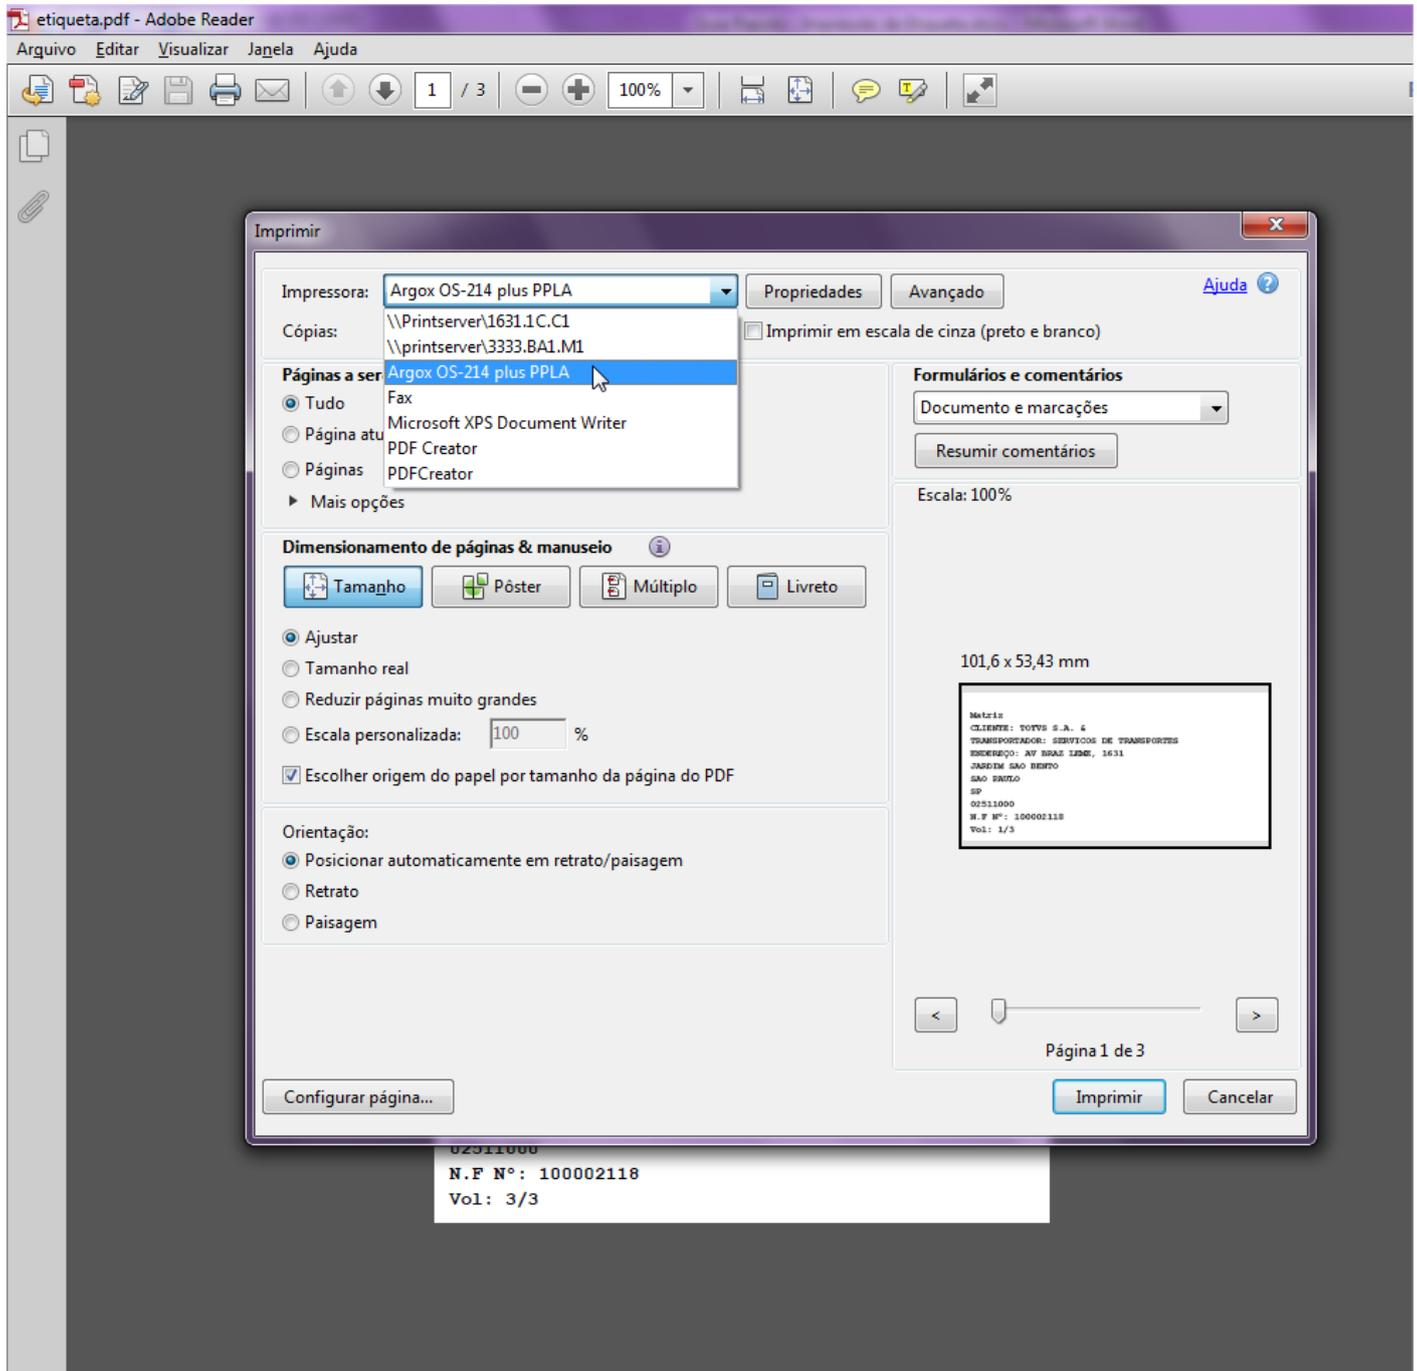 etiqueta.pdf - Adobe Reader
Arquivo Editar Visualizar Janela Ajuda
1 / 3 100%
Imprimir
Impressora: Argox OS-214 plus PPLA Propriedades Avançado Ajuda
Cópias: \\Printserver\1631.1C.C1 Imprimir em escala de cinza (preto e branco)
\\printserver\3333.BA1.M1
Páginas a ser Argox OS-214 plus PPLA Formulários e comentários
Tudo Fax Documento e marcações
Página atu Microsoft XPS Document Writer
PDF Creator Resumir comentários
Páginas PDFCreator
Mais opções Escala: 100%
Dimensionamento de páginas & manuseio
Tamanho Pôster Múltiplo Livreto
Ajustar
Tamanho real 101,6 x 53,43 mm
Reduzir páginas muito grandes
Escala personalizada: 100 %
Escolher origem do papel por tamanho da página do PDF
Matriz
CLIENTE: TOTVS S.A. &
TRANSPORTADOR: SERVICOS DE TRANSPORTES
ENDEREÇO: AV BRAZ LEME, 1631
JARDIM SAO BENTO
SAO PAULO
SP
02511000
N.F Nº: 100002118
Vol: 1/3
Orientação:
Posicionar automaticamente em retrato/paisagem
Retrato
Paisagem
< >
Página 1 de 3
Configurar página... Imprimir Cancelar
02511000
N.F Nº: 100002118
Vol: 3/3